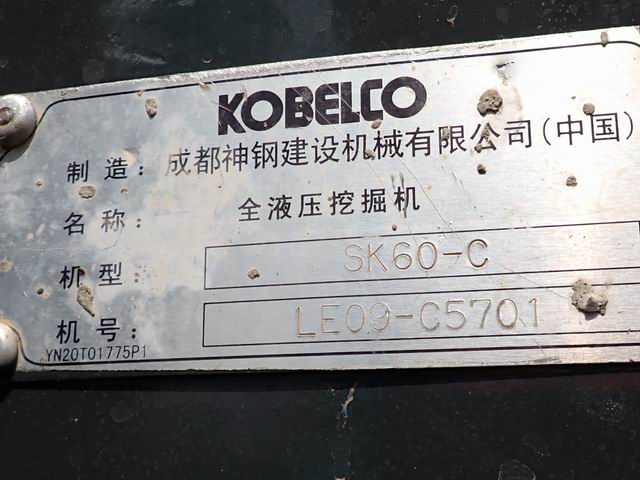 KOBELCO
制造：成都神钢建设机械有限公司(中国)
名称：全液压挖掘机
机型：SK60-C
机号：LE09-C5701
YN20T01775P1